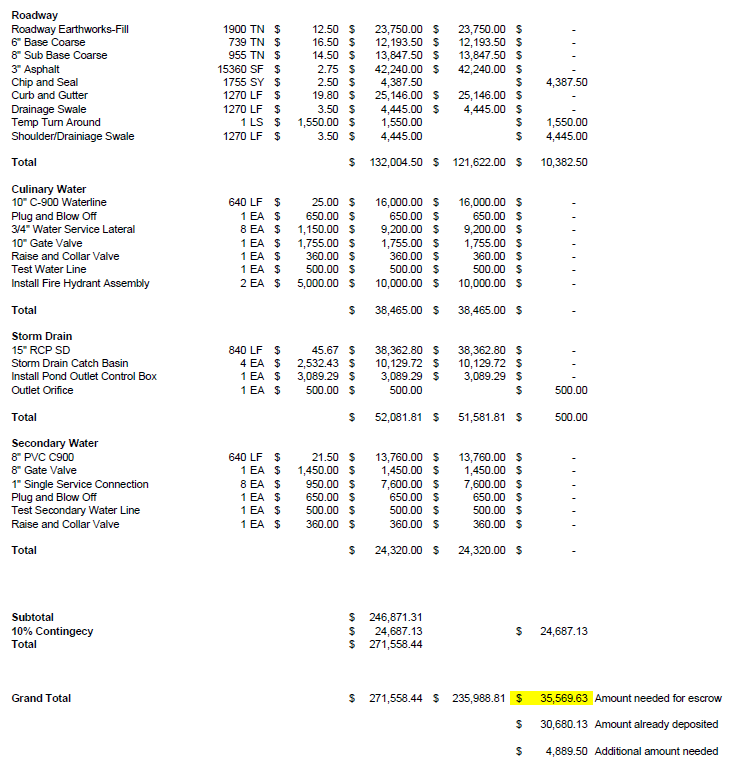 Roadway
Roadway Earthworks-Fill 1900 TN $ 12.50 $ 23,750.00 $ 23,750.00 $ -
6" Base Coarse 739 TN $ 16.50 $ 12,193.50 $ 12,193.50 $ -
8" Sub Base Coarse 955 TN $ 14.50 $ 13,847.50 $ 13,847.50 $ -
3" Asphalt 15360 SF $ 2.75 $ 42,240.00 $ 42,240.00 $ -
Chip and Seal 1755 SY $ 2.50 $ 4,387.50 $ 4,387.50
Curb and Gutter 1270 LF $ 19.80 $ 25,146.00 $ 25,146.00 $ -
Drainage Swale 1270 LF $ 3.50 $ 4,445.00 $ 4,445.00 $ -
Temp Turn Around 1 LS $ 1,550.00 $ 1,550.00 $ 1,550.00
Shoulder/Drainiage Swale 1270 LF $ 3.50 $ 4,445.00 $ 4,445.00
Total $ 132,004.50 $ 121,622.00 $ 10,382.50
Culinary Water
10" C-900 Waterline 640 LF $ 25.00 $ 16,000.00 $ 16,000.00 $ -
Plug and Blow Off 1 EA $ 650.00 $ 650.00 $ 650.00 $ -
3/4" Water Service Lateral 8 EA $ 1,150.00 $ 9,200.00 $ 9,200.00 $ -
10" Gate Valve 1 EA $ 1,755.00 $ 1,755.00 $ 1,755.00 $ -
Raise and Collar Valve 1 EA $ 360.00 $ 360.00 $ 360.00 $ -
Test Water Line 1 EA $ 500.00 $ 500.00 $ 500.00 $ -
Install Fire Hydrant Assembly 2 EA $ 5,000.00 $ 10,000.00 $ 10,000.00 $ -
Total $ 38,465.00 $ 38,465.00 $ -
Storm Drain
15" RCP SD 840 LF $ 45.67 $ 38,362.80 $ 38,362.80 $ -
Storm Drain Catch Basin 4 EA $ 2,532.43 $ 10,129.72 $ 10,129.72 $ -
Install Pond Outlet Control Box 1 EA $ 3,089.29 $ 3,089.29 $ 3,089.29 $ -
Outlet Orifice 1 EA $ 500.00 $ 500.00 $ 500.00
Total $ 52,081.81 $ 51,581.81 $ 500.00
Secondary Water
8" PVC C900 640 LF $ 21.50 $ 13,760.00 $ 13,760.00 $ -
8" Gate Valve 1 EA $ 1,450.00 $ 1,450.00 $ 1,450.00 $ -
1" Single Service Connection 8 EA $ 950.00 $ 7,600.00 $ 7,600.00 $ -
Plug and Blow Off 1 EA $ 650.00 $ 650.00 $ 650.00 $ -
Test Secondary Water Line 1 EA $ 500.00 $ 500.00 $ 500.00 $ -
Raise and Collar Valve 1 EA $ 360.00 $ 360.00 $ 360.00 $ -
Total $ 24,320.00 $ 24,320.00 $ -
Subtotal $ 246,871.31
10% Contingecy $ 24,687.13 $ 24,687.13
Total $ 271,558.44
Grand Total $ 271,558.44 $ 235,988.81 $ 35,569.63 Amount needed for escrow
$ 30,680.13 Amount already deposited
$ 4,889.50 Additional amount needed